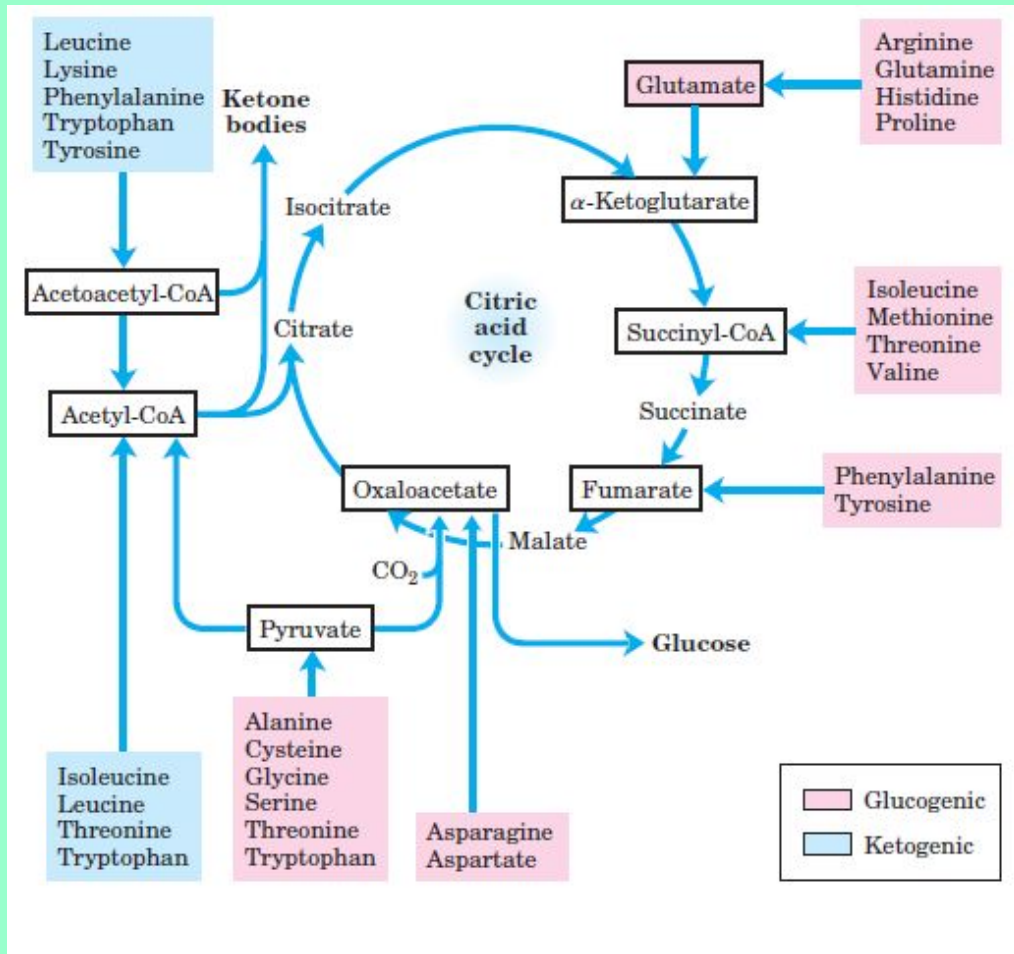 Leucine
Lysine
Phenylalanine
Tryptophan
Tyrosine
Ketone
bodies
Glutamate
Arginine
Glutamine
Histidine
Proline
Isocitrate
α-Ketoglutarate
Acetoacetyl-CoA
Citrate
Citric
acid
cycle
Succinyl-CoA
Isoleucine
Methionine
Threonine
Valine
Acetyl-CoA
Succinate
Oxaloacetate
Fumarate
Phenylalanine
Tyrosine
Malate
CO₂
Pyruvate
Glucose
Isoleucine
Leucine
Threonine
Tryptophan
Alanine
Cysteine
Glycine
Serine
Threonine
Tryptophan
Asparagine
Aspartate
Glucogenic
Ketogenic